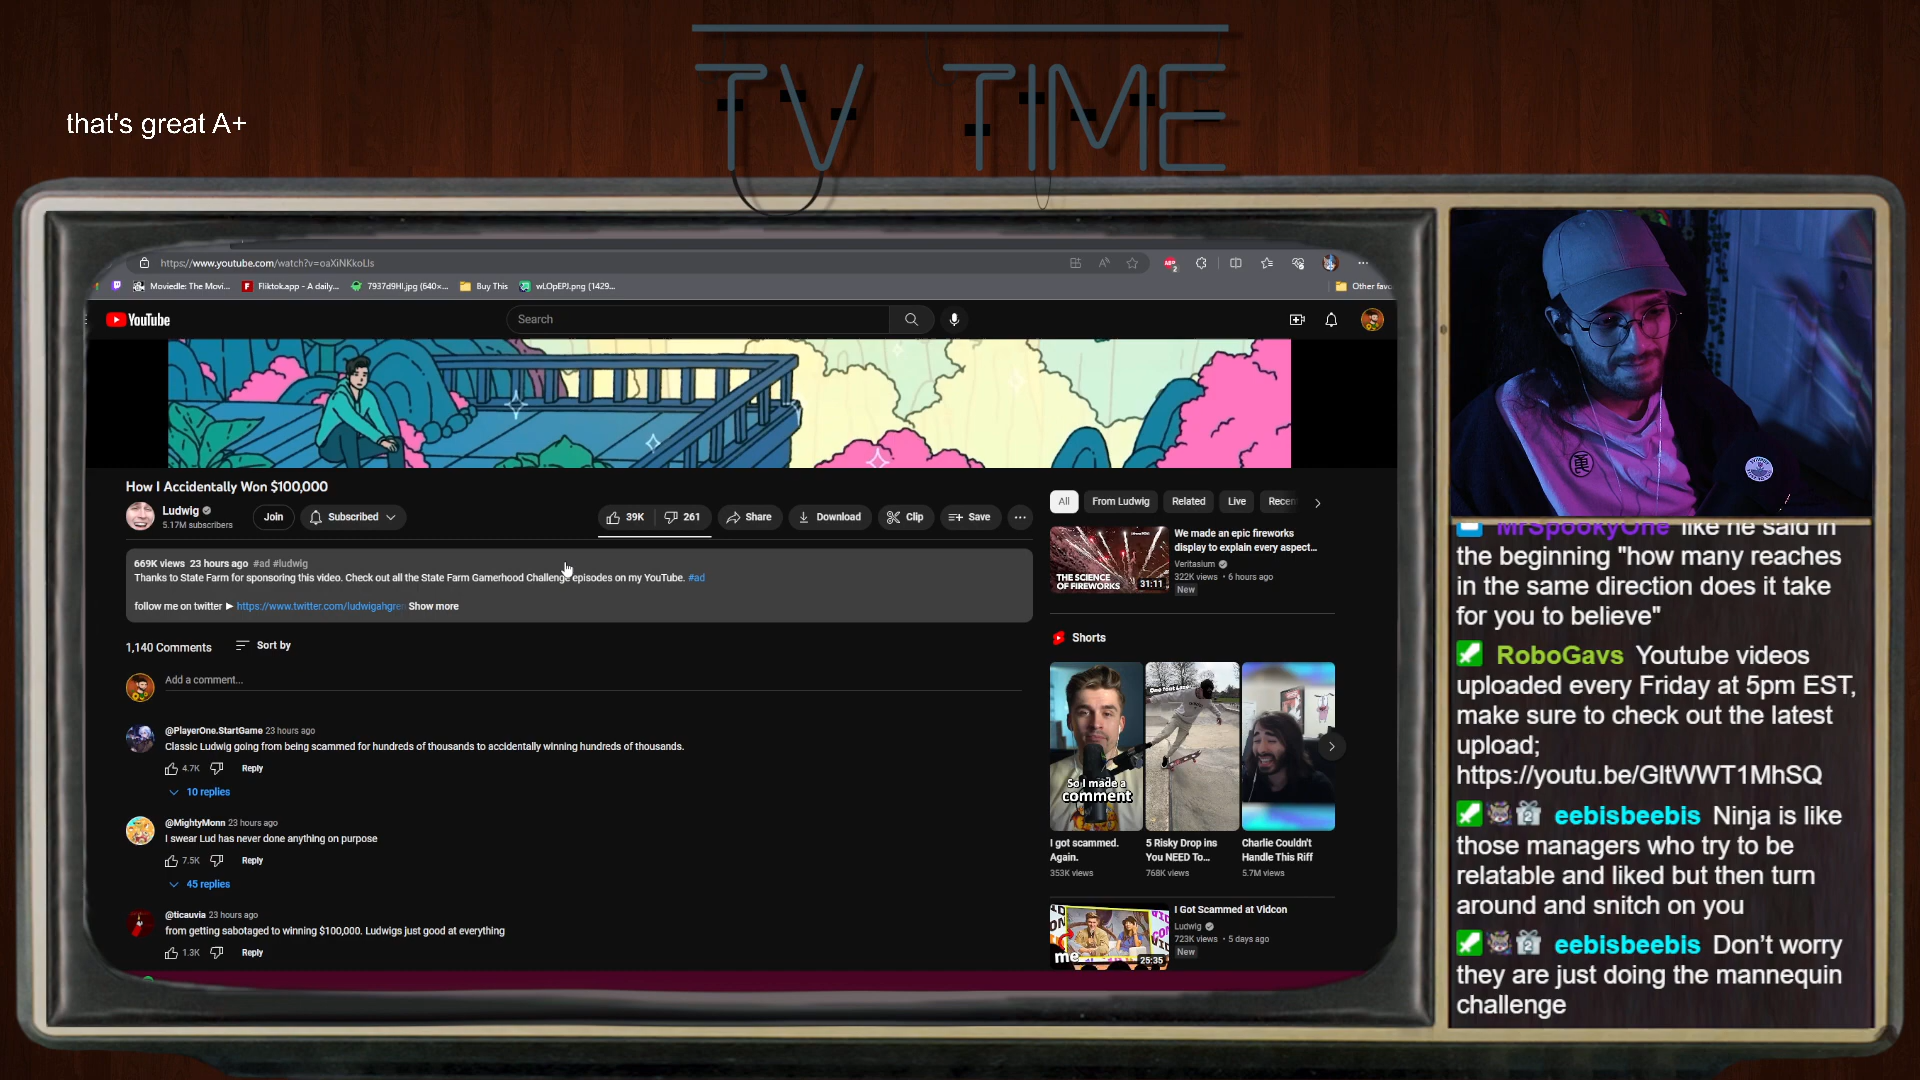 TV TIME
that's great A+
https://www.youtube.com/watch?v=oaXiNKkoLls
Moviedle: The Movi...
Fliktok.app - A daily...
7937d9HI.jpg (640×...
Buy This
wLOpEPJ.png (1429...
Other favo
YouTube
Search
How I Accidentally Won $100,000
Ludwig
5.17M subscribers
Join
Subscribed
39K
261
Share
Download
Clip
Save
669K views 23 hours ago #ad #ludwig
Thanks to State Farm for sponsoring this video. Check out all the State Farm Gamerhood Challenge episodes on my YouTube. #ad
follow me on twitter ► https://www.twitter.com/ludwigahgre Show more
1,140 Comments
Sort by
Add a comment...
@PlayerOne.StartGame 23 hours ago
Classic Ludwig going from being scammed for hundreds of thousands to accidentally winning hundreds of thousands.
4.7K
Reply
10 replies
@MightyMonn 23 hours ago
I swear Lud has never done anything on purpose
7.5K
Reply
45 replies
@ticauvia 23 hours ago
from getting sabotaged to winning $100,000. Ludwigs just good at everything
1.3K
Reply
All
From Ludwig
Related
Live
Recen
THE SCIENCE
OF FIREWORKS
31:11
We made an epic fireworks
display to explain every aspect...
Veritasium
322K views • 6 hours ago
New
Shorts
So I made a
comment
I got scammed.
Again.
353K views
5 Risky Drop ins
You NEED To...
768K views
Charlie Couldn't
Handle This Riff
5.7M views
me
25:35
I Got Scammed at Vidcon
Ludwig
723K views • 5 days ago
New
MrSpookyOne like he said in
the beginning "how many reaches
in the same direction does it take
for you to believe"
RoboGavs Youtube videos
uploaded every Friday at 5pm EST,
make sure to check out the latest
upload;
https://youtu.be/GltWWT1MhSQ
eebisbeebis Ninja is like
those managers who try to be
relatable and liked but then turn
around and snitch on you
eebisbeebis Don't worry
they are just doing the mannequin
challenge